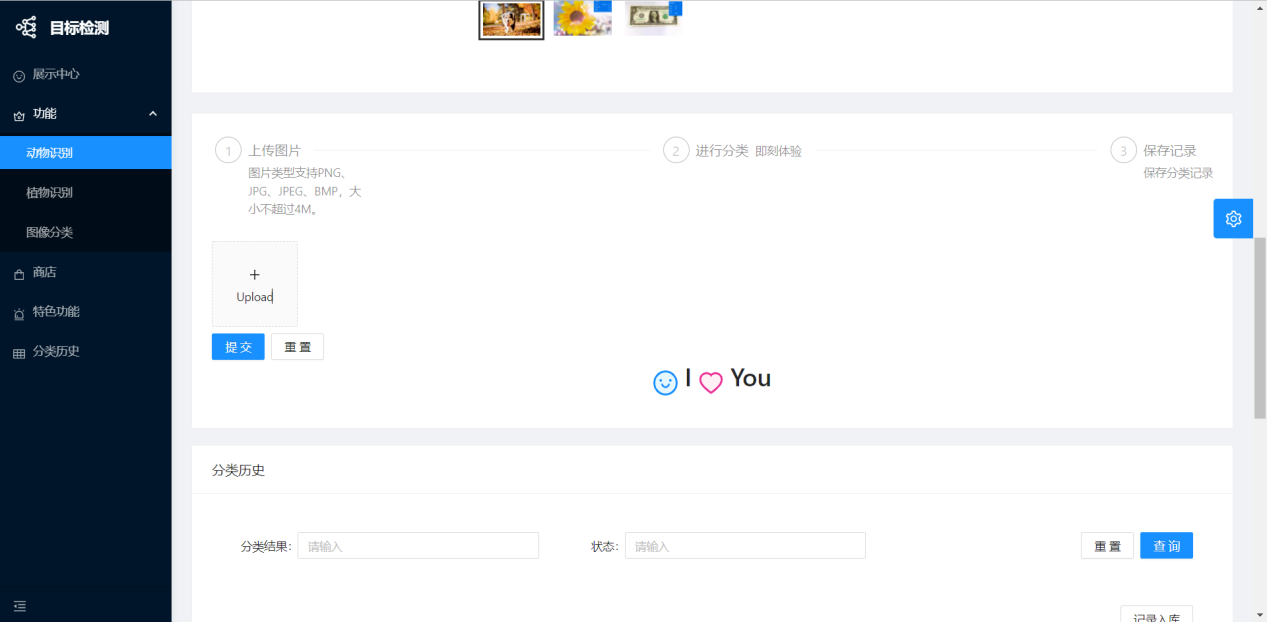 目标检测
展示中心
功能
动物识别
植物识别
图像分类
商店
特色功能
分类历史
1 上传图片
图片类型支持PNG、
JPG、JPEG、BMP，大
小不超过4M。
2 进行分类 即刻体验
3 保存记录
保存分类记录
+
Upload
提交 重置
I You
分类历史
分类结果: 请输入 状态: 请输入 重置 查询
记录入库